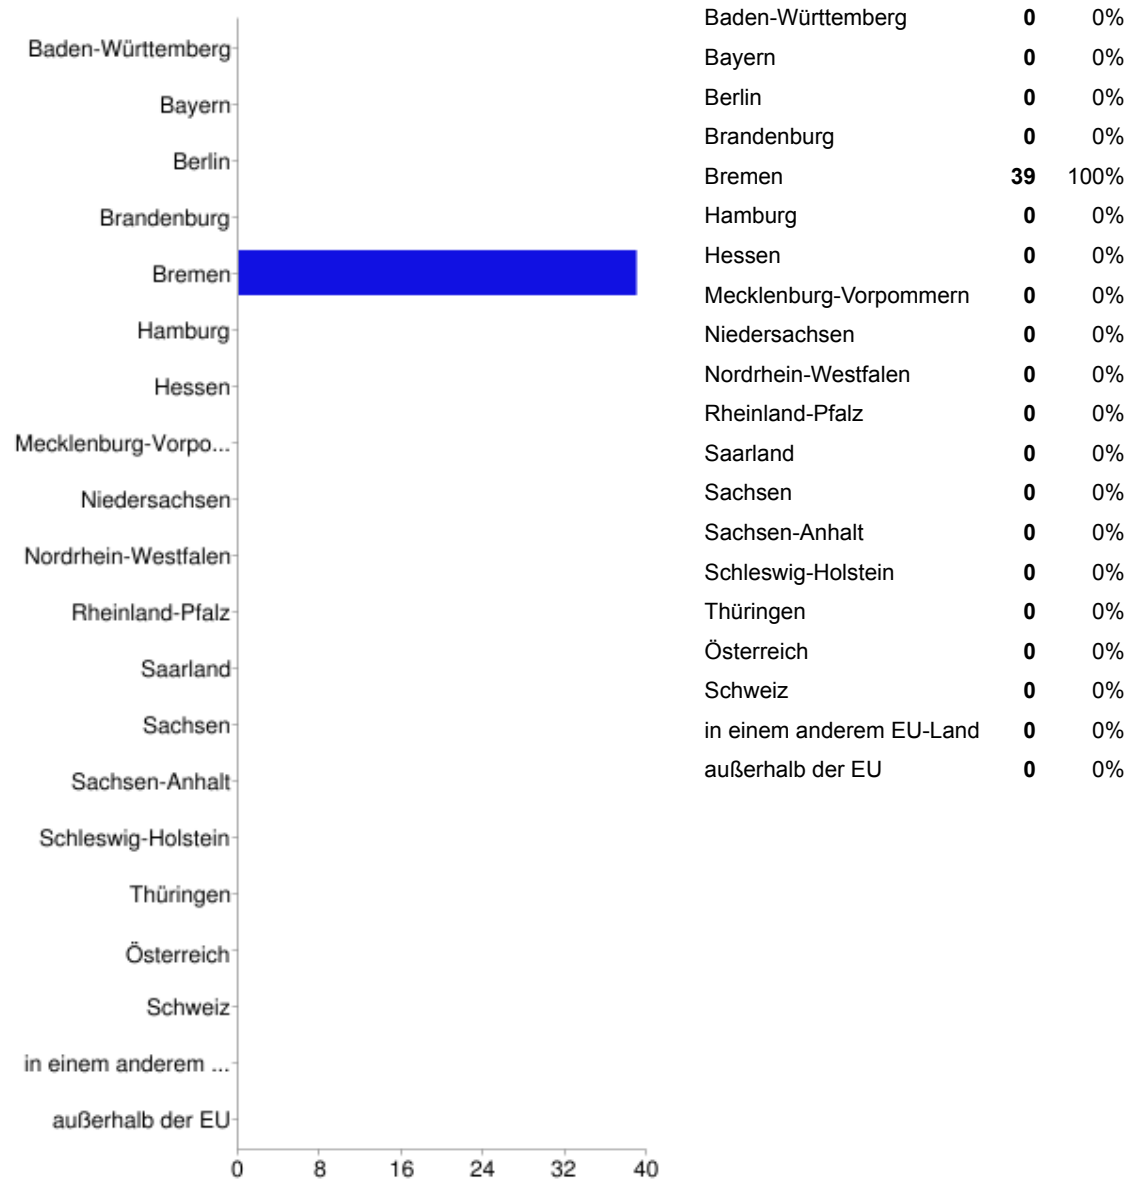 Baden-Württemberg
Bayern
Berlin
Brandenburg
Bremen
Hamburg
Hessen
Mecklenburg-Vorpo...
Niedersachsen
Nordrhein-Westfalen
Rheinland-Pfalz
Saarland
Sachsen
Sachsen-Anhalt
Schleswig-Holstein
Thüringen
Österreich
Schweiz
in einem anderem ...
außerhalb der EU
0 8 16 24 32 40
Baden-Württemberg 0 0%
Bayern 0 0%
Berlin 0 0%
Brandenburg 0 0%
Bremen 39 100%
Hamburg 0 0%
Hessen 0 0%
Mecklenburg-Vorpommern 0 0%
Niedersachsen 0 0%
Nordrhein-Westfalen 0 0%
Rheinland-Pfalz 0 0%
Saarland 0 0%
Sachsen 0 0%
Sachsen-Anhalt 0 0%
Schleswig-Holstein 0 0%
Thüringen 0 0%
Österreich 0 0%
Schweiz 0 0%
in einem anderem EU-Land 0 0%
außerhalb der EU 0 0%